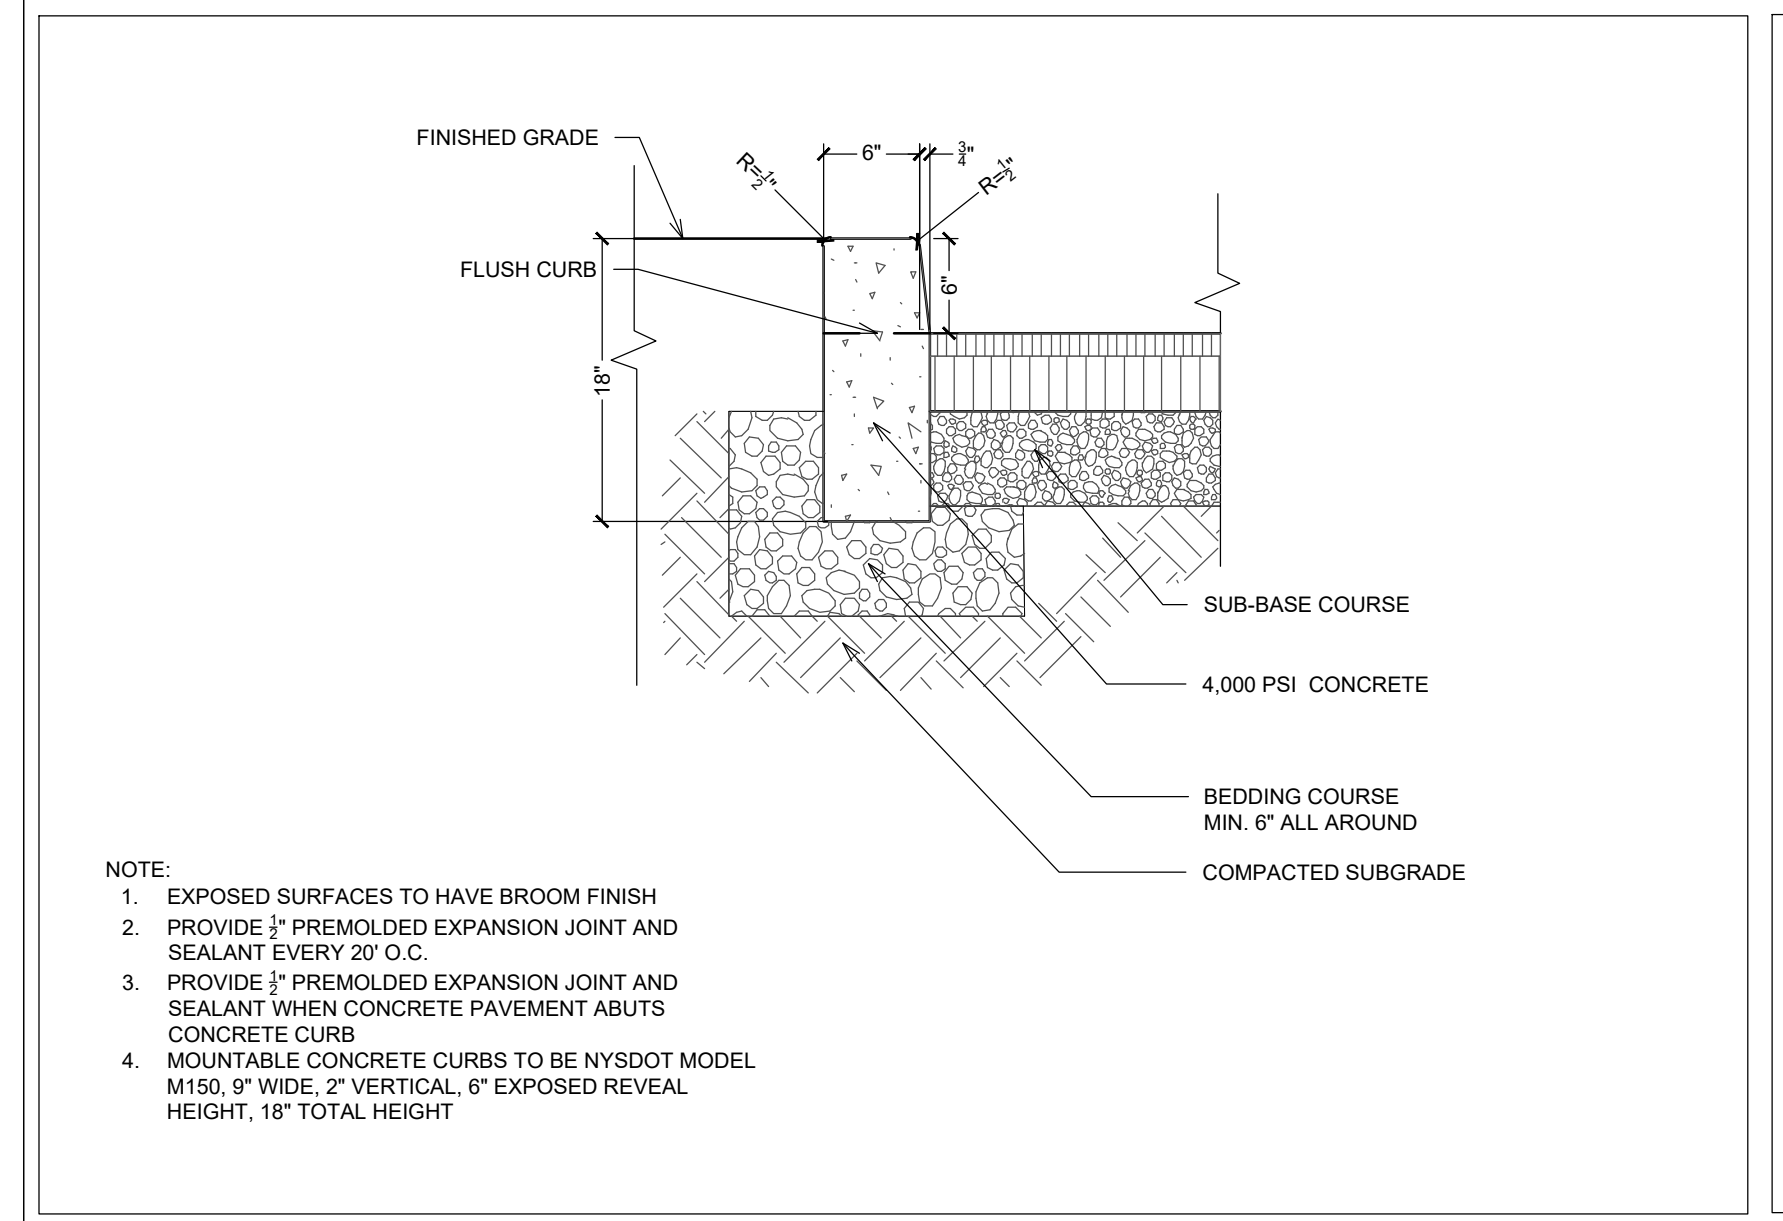 FINISHED GRADE
6"
3/4"
R=1/2"
R=1/2"
FLUSH CURB
6"
18"
SUB-BASE COURSE
4,000 PSI CONCRETE
BEDDING COURSE
MIN. 6" ALL AROUND
COMPACTED SUBGRADE
NOTE:
1. EXPOSED SURFACES TO HAVE BROOM FINISH
2. PROVIDE 1/2" PREMOLDED EXPANSION JOINT AND
SEALANT EVERY 20' O.C.
3. PROVIDE 1/2" PREMOLDED EXPANSION JOINT AND
SEALANT WHEN CONCRETE PAVEMENT ABUTS
CONCRETE CURB
4. MOUNTABLE CONCRETE CURBS TO BE NYSDOT MODEL
M150, 9" WIDE, 2" VERTICAL, 6" EXPOSED REVEAL
HEIGHT, 18" TOTAL HEIGHT